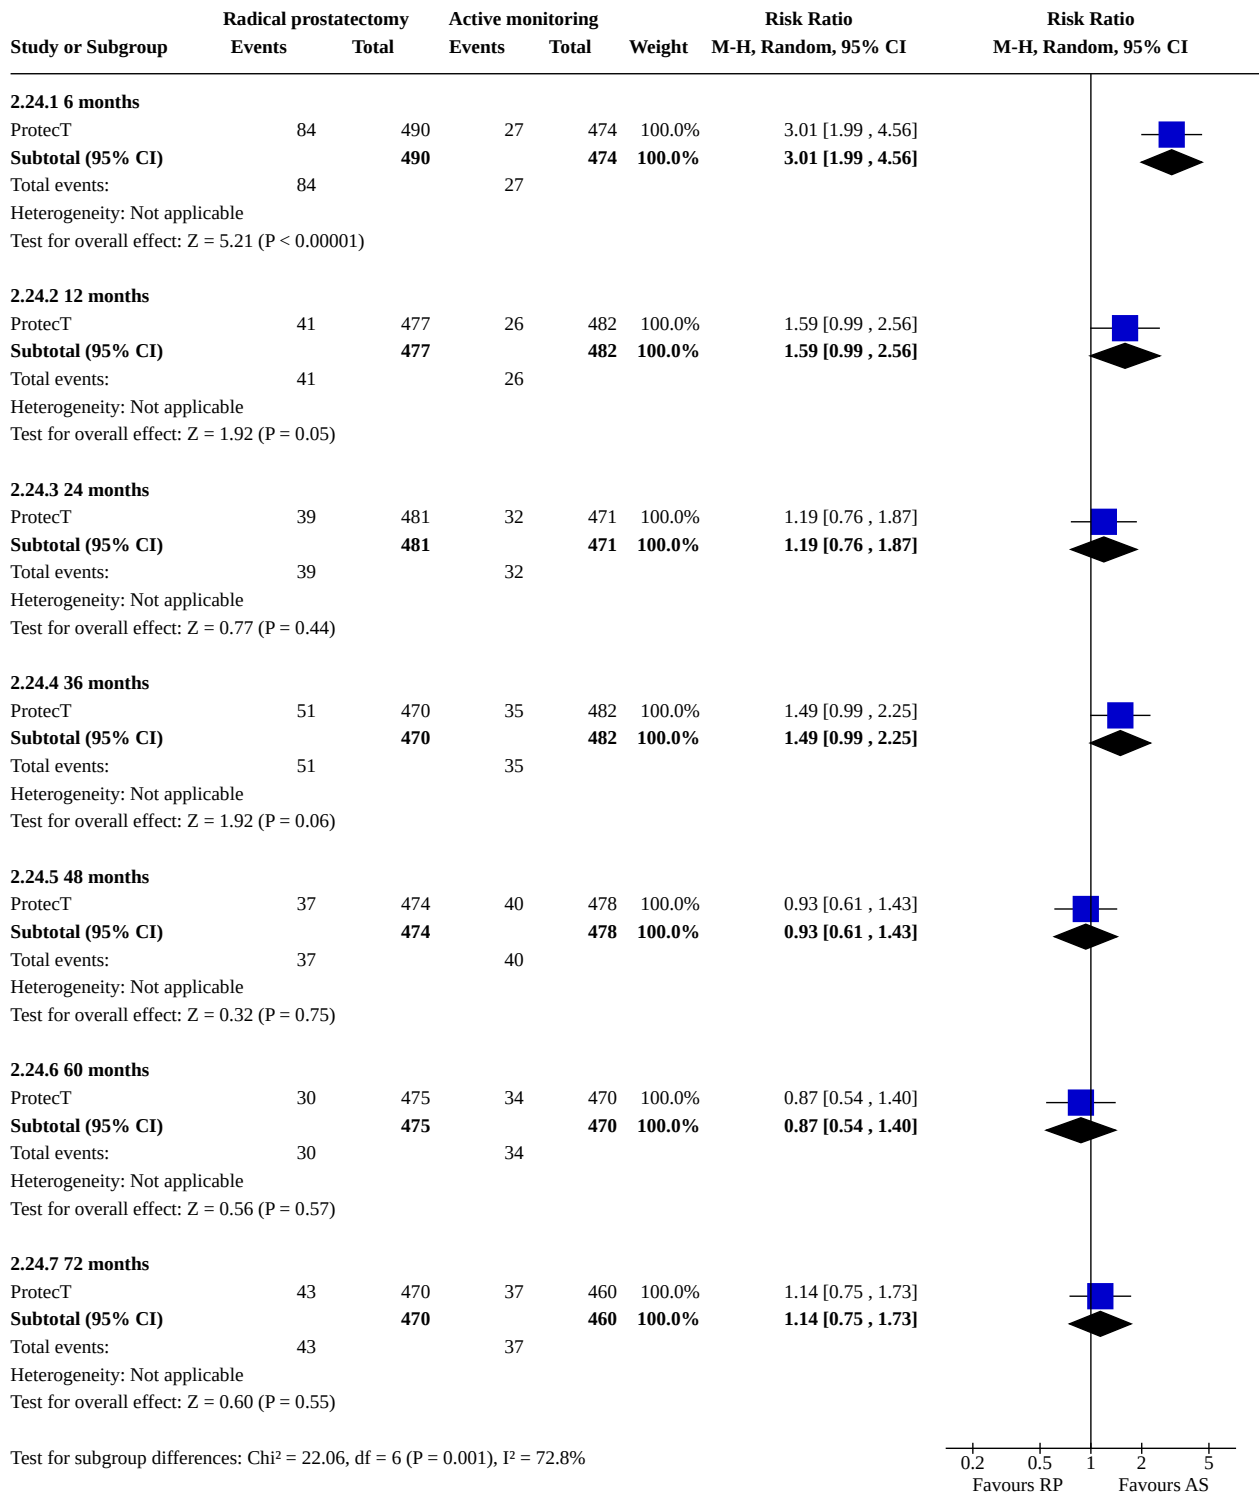 Radical prostatectomy Active monitoring Risk Ratio Risk Ratio
Study or Subgroup Events Total Events Total Weight M-H, Random, 95% CI M-H, Random, 95% CI
2.24.1 6 months
ProtecT 84 490 27 474 100.0% 3.01 [1.99 , 4.56]
Subtotal (95% CI) 490 474 100.0% 3.01 [1.99 , 4.56]
Total events: 84 27
Heterogeneity: Not applicable
Test for overall effect: Z = 5.21 (P < 0.00001)
2.24.2 12 months
ProtecT 41 477 26 482 100.0% 1.59 [0.99 , 2.56]
Subtotal (95% CI) 477 482 100.0% 1.59 [0.99 , 2.56]
Total events: 41 26
Heterogeneity: Not applicable
Test for overall effect: Z = 1.92 (P = 0.05)
2.24.3 24 months
ProtecT 39 481 32 471 100.0% 1.19 [0.76 , 1.87]
Subtotal (95% CI) 481 471 100.0% 1.19 [0.76 , 1.87]
Total events: 39 32
Heterogeneity: Not applicable
Test for overall effect: Z = 0.77 (P = 0.44)
2.24.4 36 months
ProtecT 51 470 35 482 100.0% 1.49 [0.99 , 2.25]
Subtotal (95% CI) 470 482 100.0% 1.49 [0.99 , 2.25]
Total events: 51 35
Heterogeneity: Not applicable
Test for overall effect: Z = 1.92 (P = 0.06)
2.24.5 48 months
ProtecT 37 474 40 478 100.0% 0.93 [0.61 , 1.43]
Subtotal (95% CI) 474 478 100.0% 0.93 [0.61 , 1.43]
Total events: 37 40
Heterogeneity: Not applicable
Test for overall effect: Z = 0.32 (P = 0.75)
2.24.6 60 months
ProtecT 30 475 34 470 100.0% 0.87 [0.54 , 1.40]
Subtotal (95% CI) 475 470 100.0% 0.87 [0.54 , 1.40]
Total events: 30 34
Heterogeneity: Not applicable
Test for overall effect: Z = 0.56 (P = 0.57)
2.24.7 72 months
ProtecT 43 470 37 460 100.0% 1.14 [0.75 , 1.73]
Subtotal (95% CI) 470 460 100.0% 1.14 [0.75 , 1.73]
Total events: 43 37
Heterogeneity: Not applicable
Test for overall effect: Z = 0.60 (P = 0.55)
Test for subgroup differences: Chi² = 22.06, df = 6 (P = 0.001), I² = 72.8%
0.2 0.5 1 2 5
Favours RP Favours AS